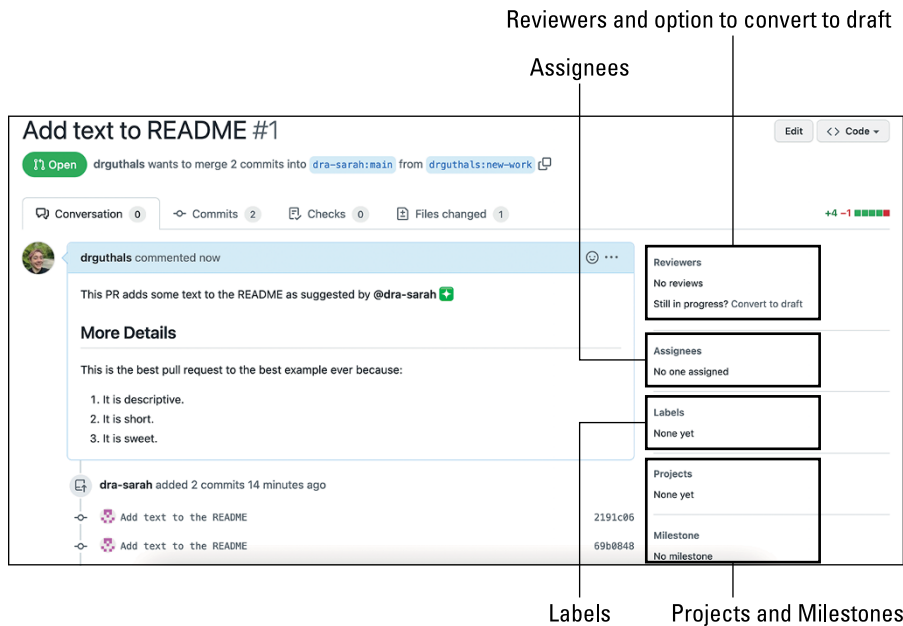 Reviewers and option to convert to draft
Assignees
Add text to README #1
Edit
<> Code
Open
drguthals wants to merge 2 commits into dra-sarah:main from drguthals:new-work
Conversation 0
Commits 2
Checks 0
Files changed 1
+4 −1
drguthals commented now
This PR adds some text to the README as suggested by @dra-sarah
More Details
This is the best pull request to the best example ever because:
1. It is descriptive.
2. It is short.
3. It is sweet.
dra-sarah added 2 commits 14 minutes ago
Add text to the README 2191c06
Add text to the README 69b0848
Reviewers
No reviews
Still in progress? Convert to draft
Assignees
No one assigned
Labels
None yet
Projects
None yet
Milestone
No milestone
Labels
Projects and Milestones